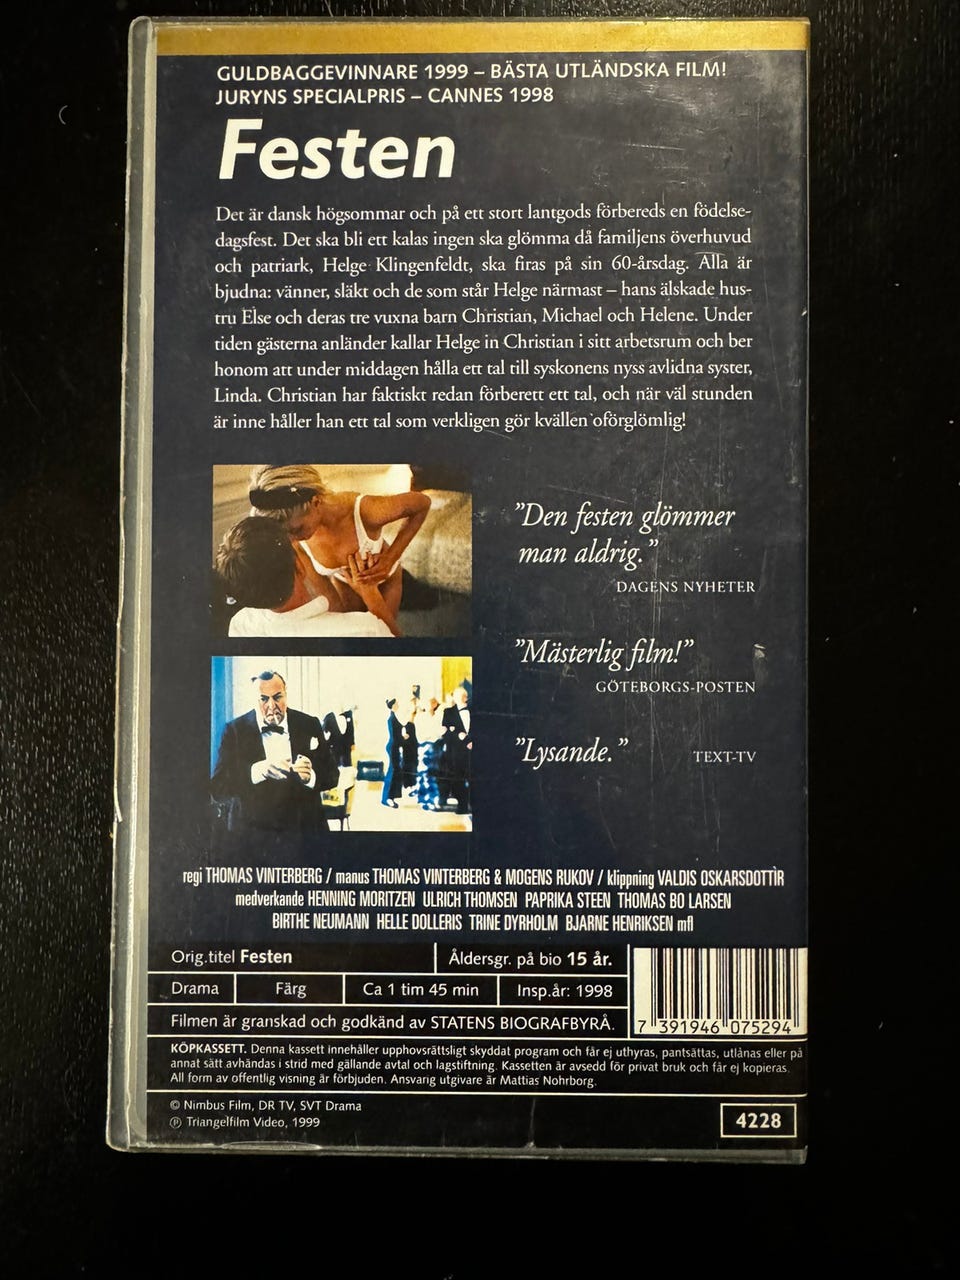 GULDBAGGEVINNARE 1999 – BÄSTA UTLÄNDSKA FILM!
JURYNS SPECIALPRIS – CANNES 1998
Festen
Det är dansk högsommar och på ett stort lantgods förbereds en födelse-
dagsfest. Det ska bli ett kalas ingen ska glömma då familjens överhuvud
och patriark, Helge Klingenfeldt, ska firas på sin 60-årsdag. Alla är
bjudna: vänner, släkt och de som står Helge närmast – hans älskade hus-
tru Else och deras tre vuxna barn Christian, Michael och Helene. Under
tiden gästerna anländer kallar Helge in Christian i sitt arbetsrum och ber
honom att under middagen hålla ett tal till syskonens nyss avlidna syster,
Linda. Christian har faktiskt redan förberett ett tal, och när väl stunden
är inne håller han ett tal som verkligen gör kvällen oförglömlig!
”Den festen glömmer
man aldrig.”
DAGENS NYHETER
”Mästerlig film!”
GÖTEBORGS-POSTEN
”Lysande.” TEXT-TV
regi THOMAS VINTERBERG / manus THOMAS VINTERBERG & MOGENS RUKOV / klippning VALDIS OSKARSDOTTÌR
medverkande HENNING MORITZEN ULRICH THOMSEN PAPRIKA STEEN THOMAS BO LARSEN
BIRTHE NEUMANN HELLE DOLLERIS TRINE DYRHOLM BJARNE HENRIKSEN mfl
Orig.titel Festen Åldersgr. på bio 15 år.
Drama Färg Ca 1 tim 45 min Insp.år: 1998
Filmen är granskad och godkänd av STATENS BIOGRAFBYRÅ.
7 391946 075294
KÖPKASSETT. Denna kassett innehåller upphovsrättsligt skyddat program och får ej uthyras, pantsättas, utlånas eller på
annat sätt avhändas i strid med gällande avtal och lagstiftning. Kassetten är avsedd för privat bruk och får ej kopieras.
All form av offentlig visning är förbjuden. Ansvarig utgivare är Mattias Nohrborg.
© Nimbus Film, DR TV, SVT Drama
℗ Triangelfilm Video, 1999
4228